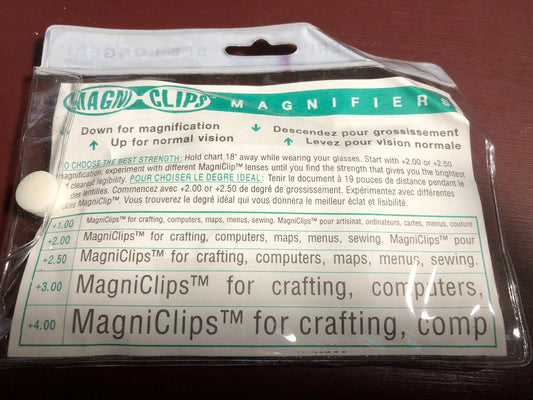 MAGNI-CLIPS MAGNIFIERS
Down for magnification
Up for normal vision
Descendez pour grossissement
Levez pour vision normale
TO CHOOSE THE BEST STRENGTH: Hold chart 18" away while wearing your glasses. Start with +2.00 or +2.50
magnification; experiment with different MagniClip™ lenses until you find the strength that gives you the brightest
d clearest legibility. POUR CHOISER LE DEGRE IDEAL: Tenir le document à 19 pouces de distance pendant le
des lentilles. Commencez avec +2.00 or +2.50 de degré de grossissement. Expérimentez avec différentes
lles MagniClip™. Vous trouverez le degré idéal qui vous donnera le meilleur éclat et lisibilité.
+1.00 MagniClips™ for crafting, computers, maps, menus, sewing. MagniClips™ pour artisinat, ordinateurs, cartes, menus, couture
+2.00 MagniClips™ for crafting, computers, maps, menus, sewing. MagniClips™ pour
+2.50 MagniClips™ for crafting, computers, maps, menus, sewing.
+3.00 MagniClips™ for crafting, computers,
+4.00 MagniClips™ for crafting, comp